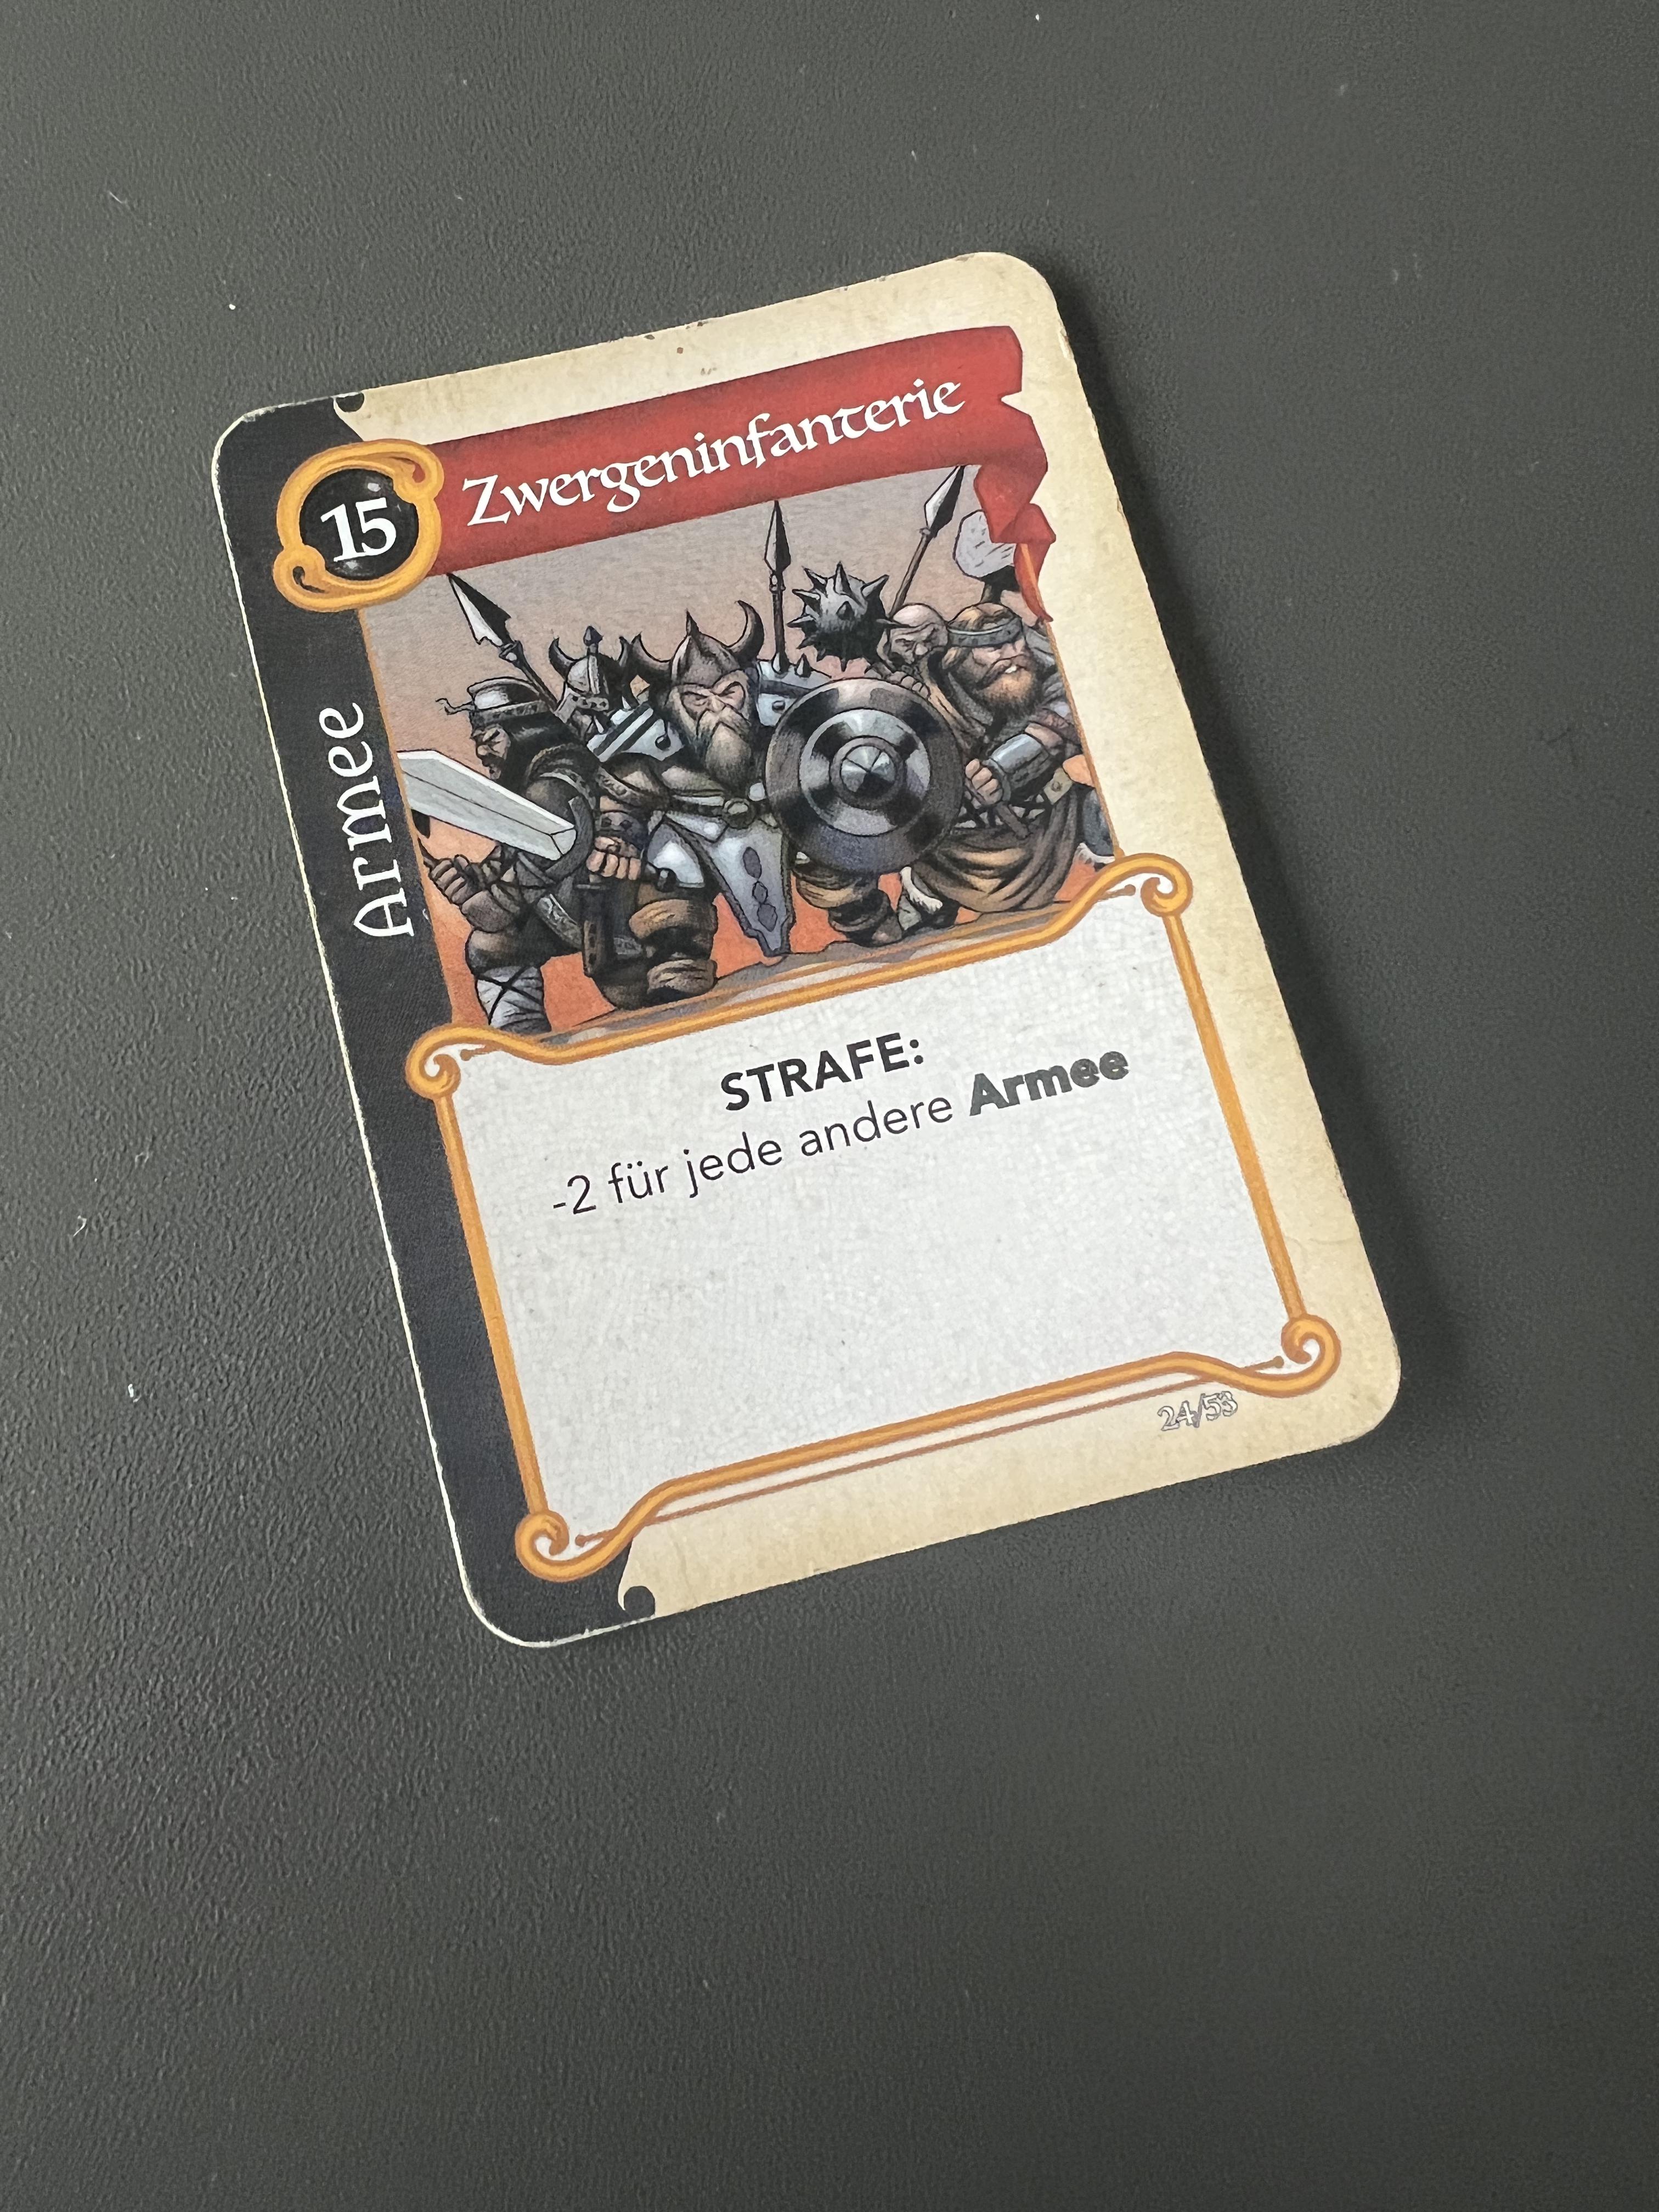 Zwergeninfanterie
15
Armee
STRAFE:
-2 für jede andere Armee
24/53